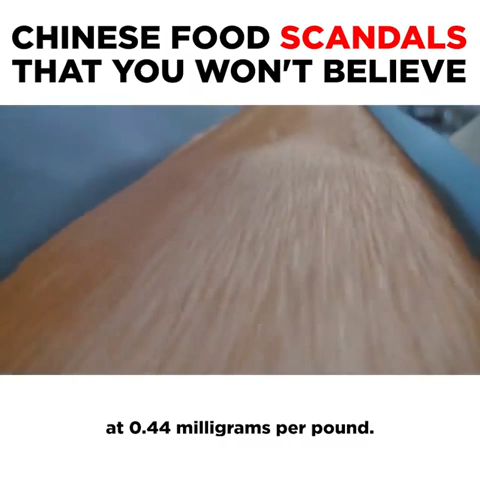 CHINESE FOOD SCANDALS
THAT YOU WON'T BELIEVE
at 0.44 milligrams per pound.